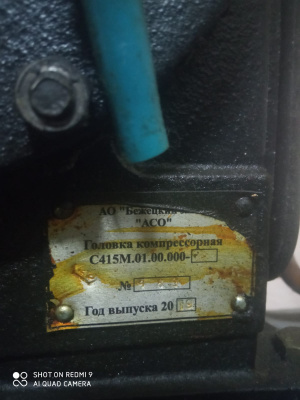 АО "Бежецкий
"АСО"
Головка компрессорная
С415М.01.00.000-
№
Год выпуска 20
SHOT ON REDMI 9
AI QUAD CAMERA